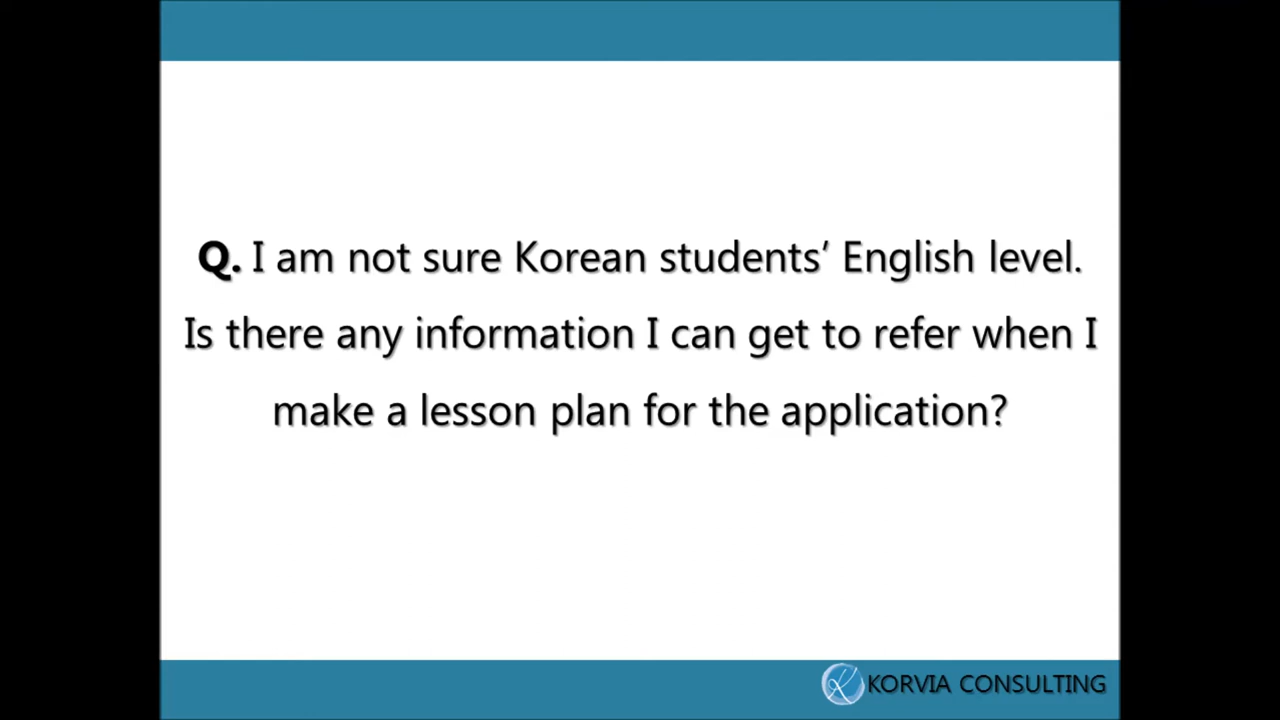 Q. I am not sure Korean students’ English level.
Is there any information I can get to refer when I
make a lesson plan for the application?
KORVIA CONSULTING